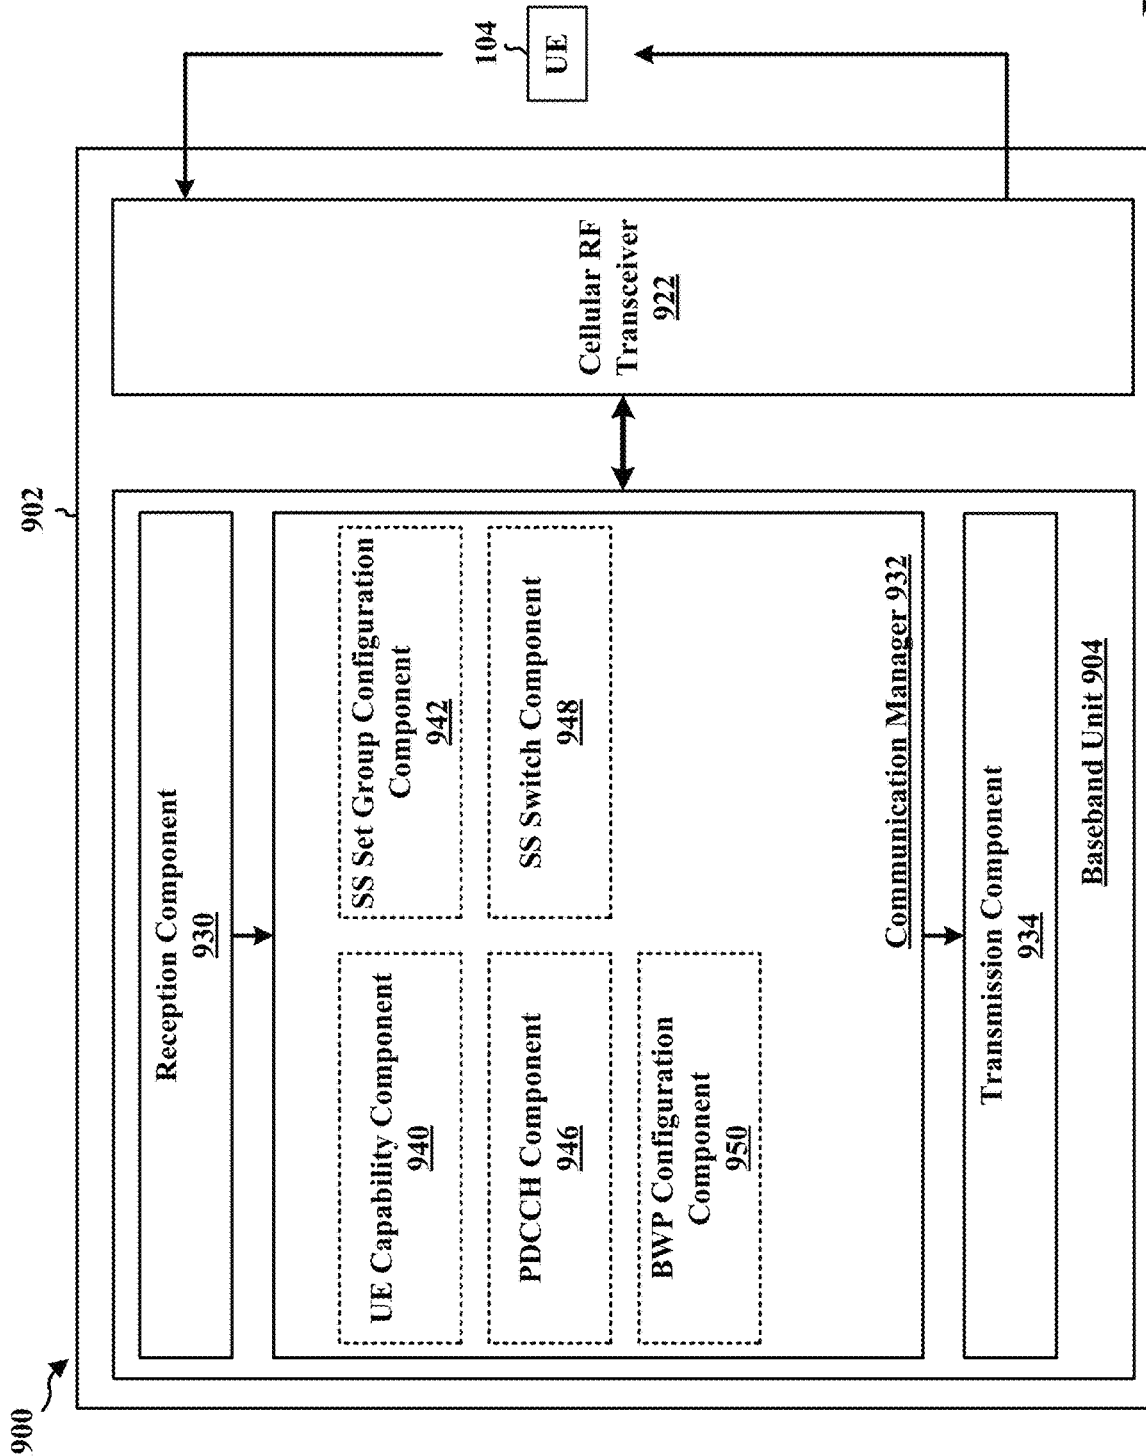 900
902
Reception Component
930
UE Capability Component
940
SS Set Group Configuration
Component
942
PDCCH Component
946
SS Switch Component
948
BWP Configuration
Component
950
Communication Manager 932
Transmission Component
934
Baseband Unit 904
Cellular RF
Transceiver
922
104
UE